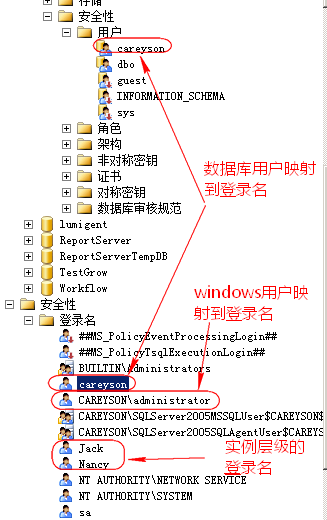 存储
安全性
用户
careyson
dbo
guest
INFORMATION_SCHEMA
sys
角色
架构
非对称密钥
证书
对称密钥
数据库审核规范
数据库用户映射
到登录名
lumigent
ReportServer
ReportServerTempDB
TestGrow
Workflow
windows用户映
射到登录名
安全性
登录名
##MS_PolicyEventProcessingLogin##
##MS_PolicyTsqlExecutionLogin##
BUILTIN\Administrators
careyson
CAREYSON\administrator
CAREYSON\SQLServer2005MSSQLUser$CAREYSON$
CAREYSON\SQLServer2005SQLAgentUser$CAREYS
Jack
Nancy
实例层级的
登录名
NT AUTHORITY\NETWORK SERVICE
NT AUTHORITY\SYSTEM
sa